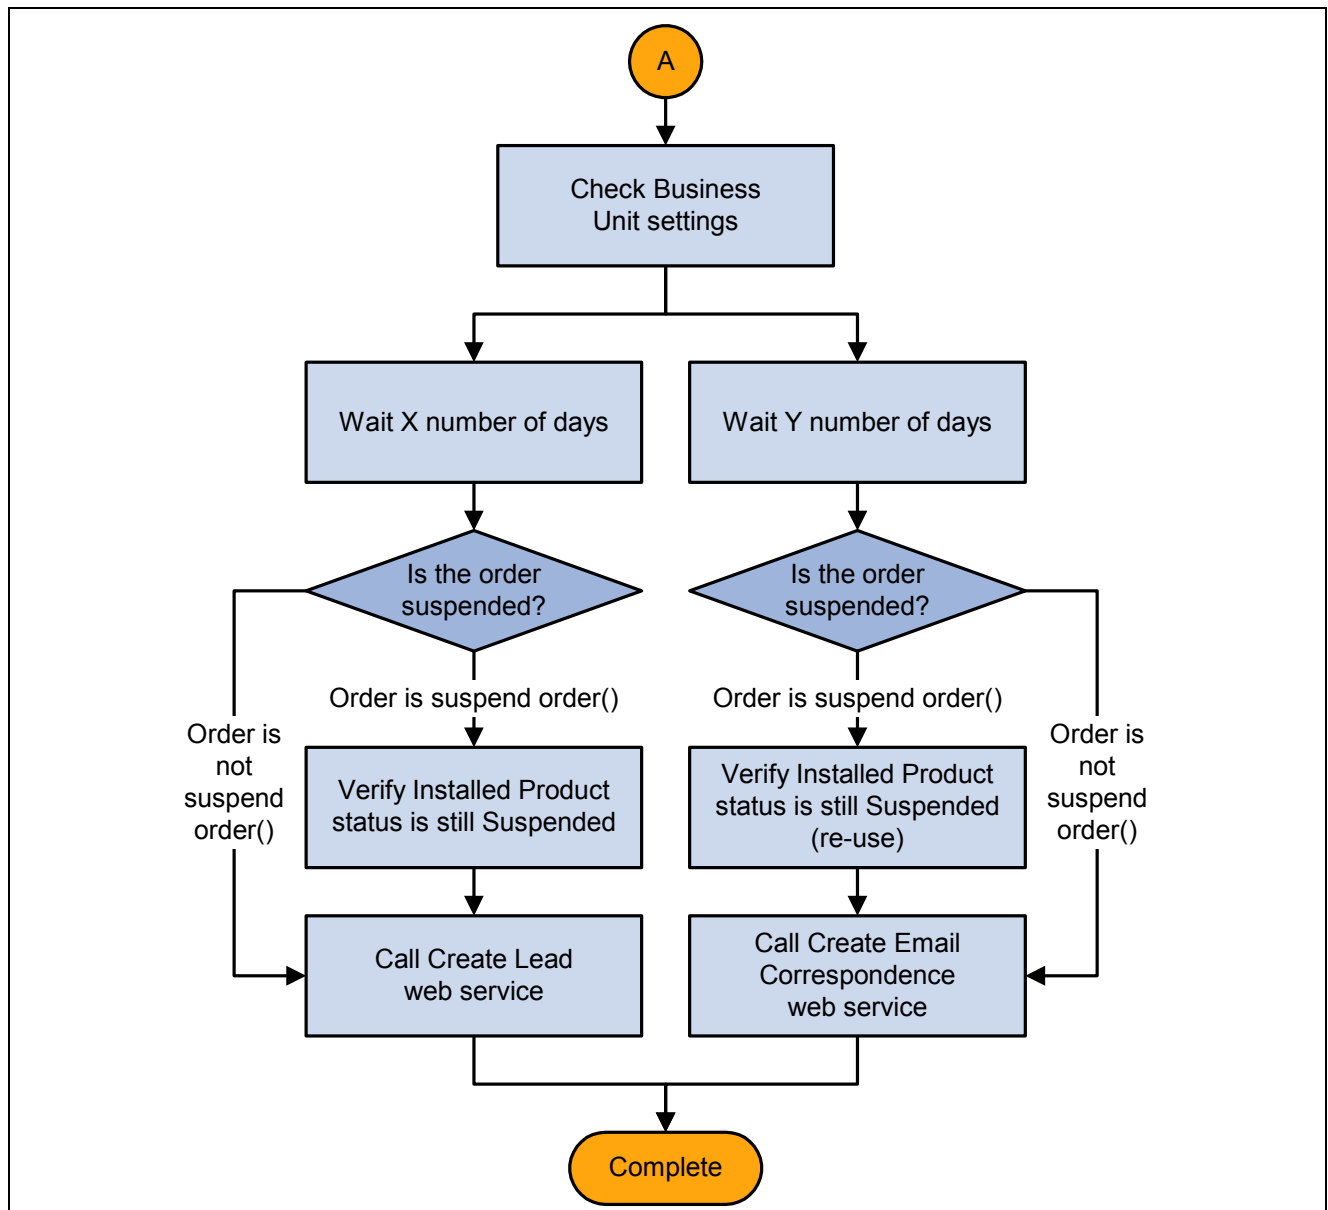 A
Check Business
Unit settings
Wait X number of days
Wait Y number of days
Is the order
suspended?
Is the order
suspended?
Order is suspend order()
Order is suspend order()
Order is
not
suspend
order()
Order is
not
suspend
order()
Verify Installed Product
status is still Suspended
Verify Installed Product
status is still Suspended
(re-use)
Call Create Lead
web service
Call Create Email
Correspondence
web service
Complete